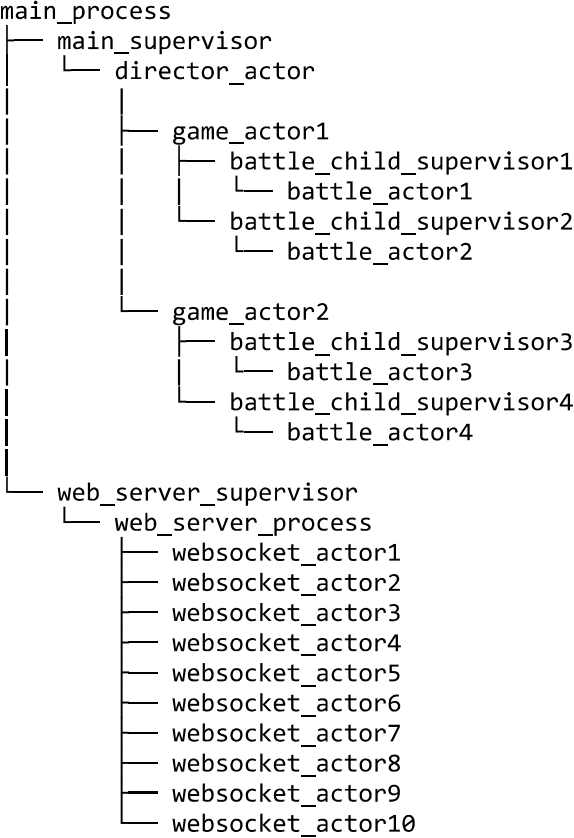 main_process
├── main_supervisor
│   └── director_actor
│       │
│       ├── game_actor1
│       │   ├── battle_child_supervisor1
│       │   │   └── battle_actor1
│       │   └── battle_child_supervisor2
│       │       └── battle_actor2
│       │
│       └── game_actor2
│           ├── battle_child_supervisor3
│           │   └── battle_actor3
│           └── battle_child_supervisor4
│               └── battle_actor4
│
└── web_server_supervisor
    └── web_server_process
        ├── websocket_actor1
        ├── websocket_actor2
        ├── websocket_actor3
        ├── websocket_actor4
        ├── websocket_actor5
        ├── websocket_actor6
        ├── websocket_actor7
        ├── websocket_actor8
        ├── websocket_actor9
        └── websocket_actor10